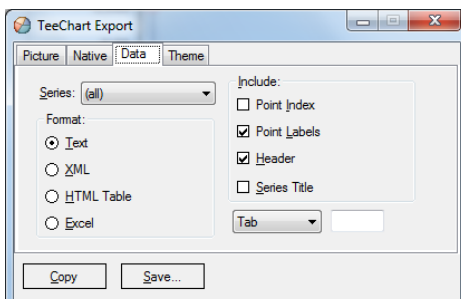 TeeChart Export
Picture Native Data Theme
Series: (all)
Format:
Text
XML
HTML Table
Excel
Include:
Point Index
Point Labels
Header
Series Title
Tab
Copy Save...